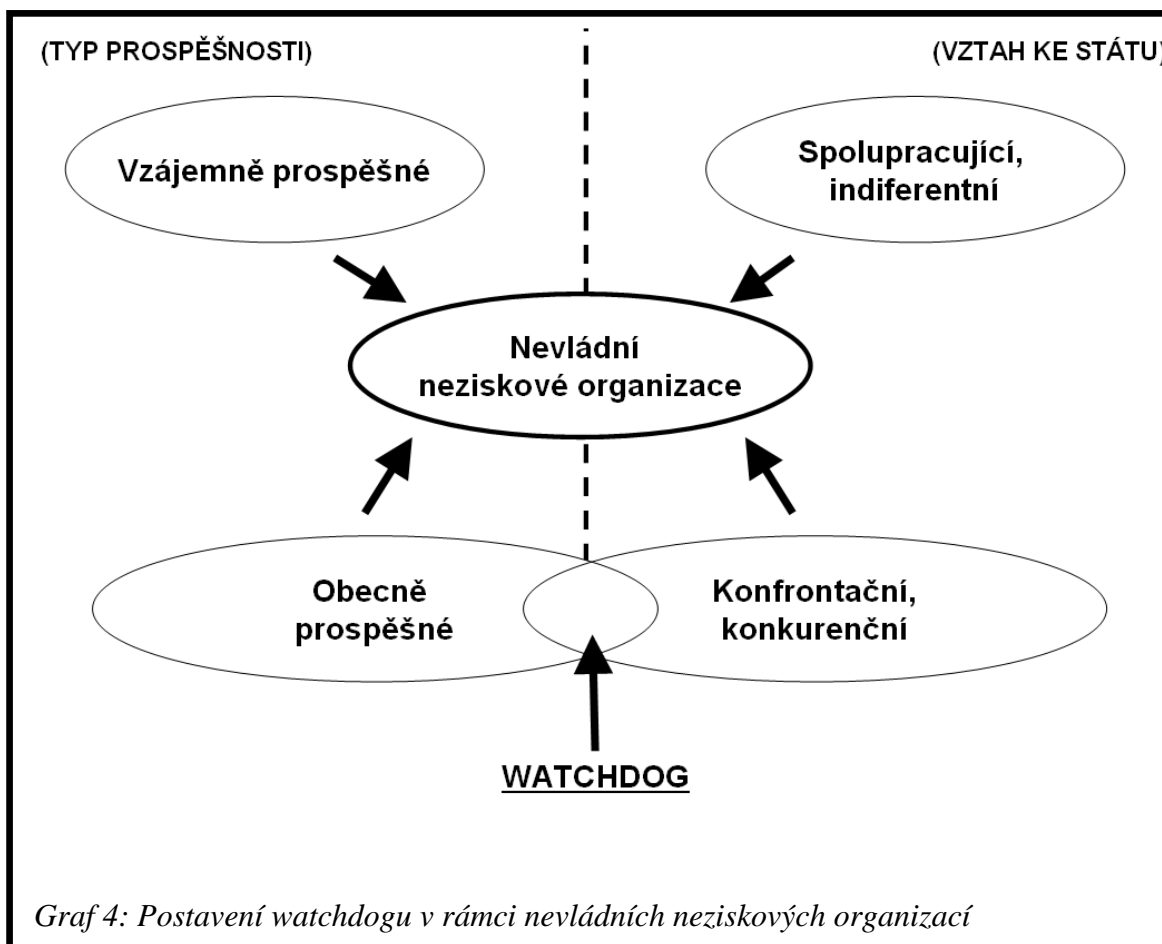 (TYP PROSPĚŠNOSTI)
(VZTAH KE STÁTU)
Vzájemně prospěšné
Spolupracující,
indiferentní
Nevládní
neziskové organizace
Obecně
prospěšné
Konfrontační,
konkurenční
WATCHDOG
Graf 4: Postavení watchdogu v rámci nevládních neziskových organizací